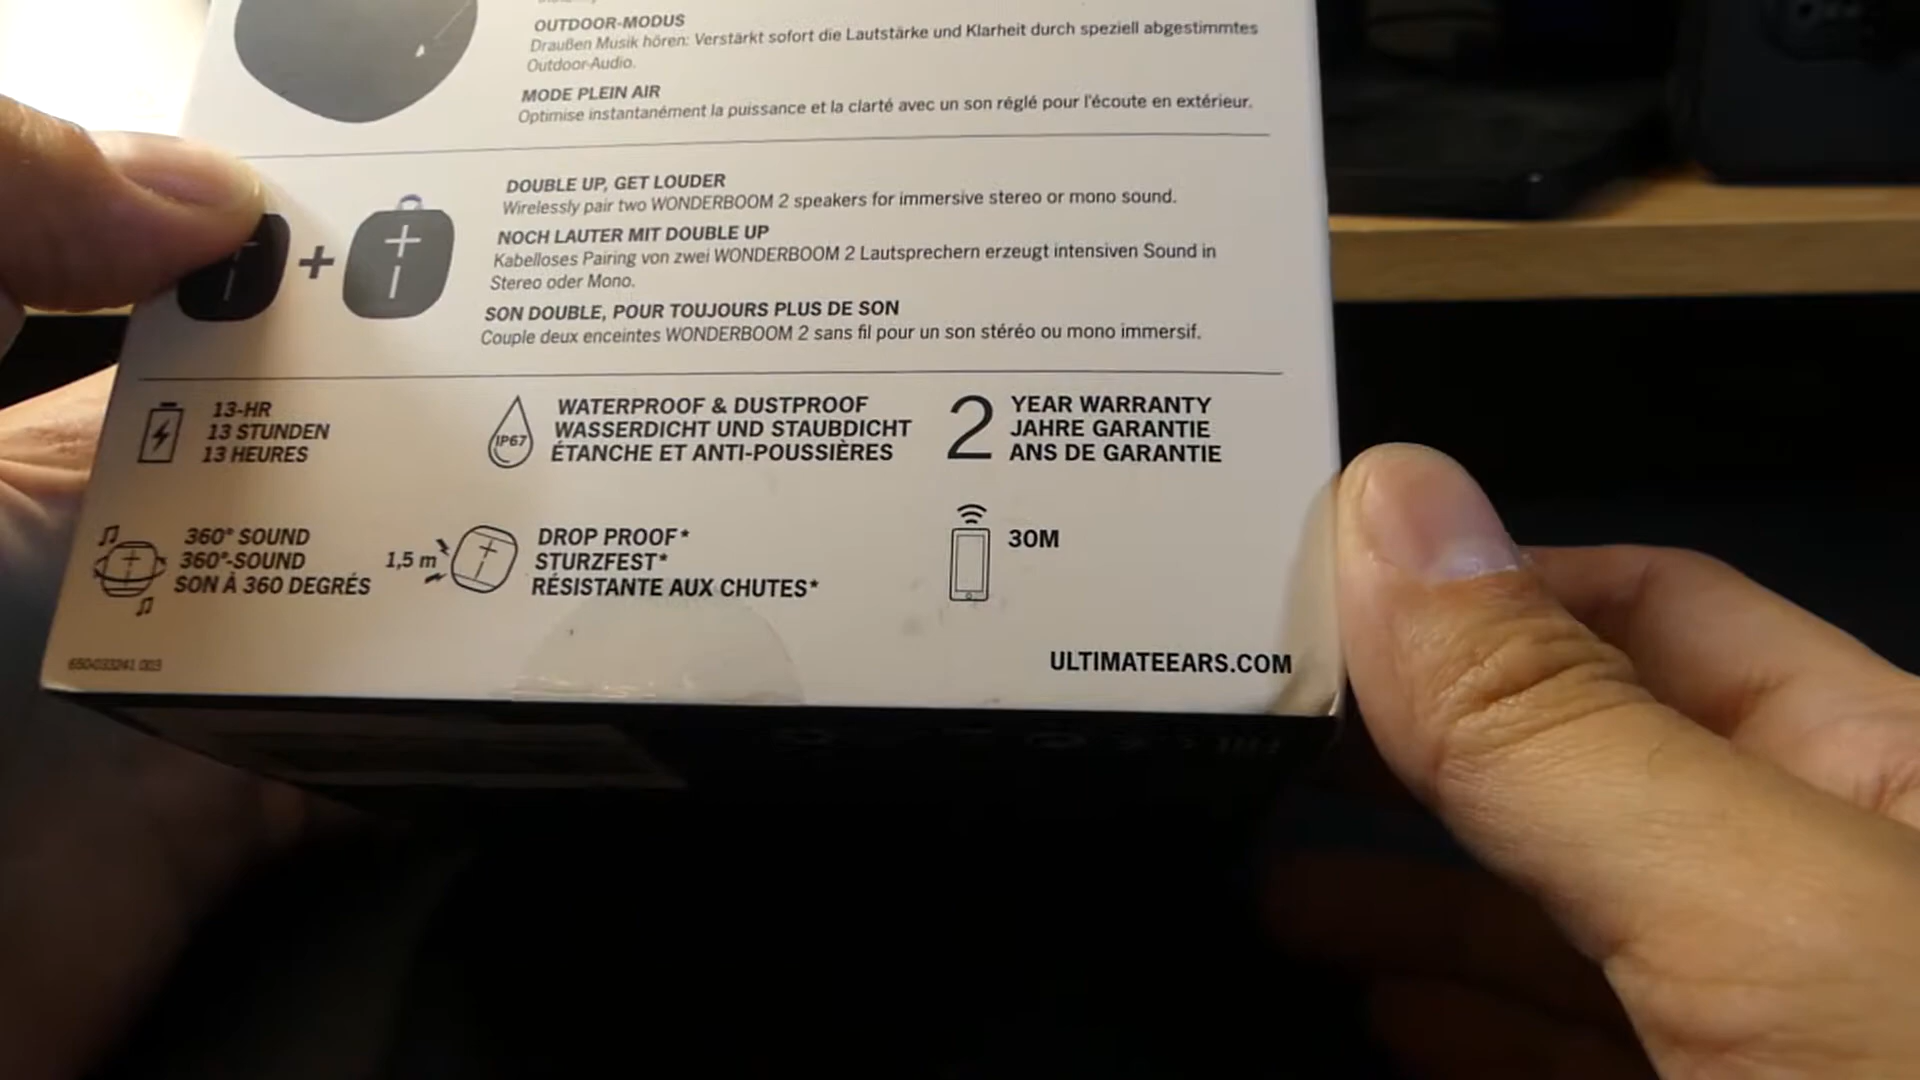 OUTDOOR-MODUS
Draußen Musik hören: Verstärkt sofort die Lautstärke und Klarheit durch speziell abgestimmtes
Outdoor-Audio.
MODE PLEIN AIR
Optimise instantanément la puissance et la clarté avec un son réglé pour l'écoute en extérieur.
DOUBLE UP, GET LOUDER
Wirelessly pair two WONDERBOOM 2 speakers for immersive stereo or mono sound.
NOCH LAUTER MIT DOUBLE UP
Kabelloses Pairing von zwei WONDERBOOM 2 Lautsprechern erzeugt intensiven Sound in
Stereo oder Mono.
SON DOUBLE, POUR TOUJOURS PLUS DE SON
Couple deux enceintes WONDERBOOM 2 sans fil pour un son stéréo ou mono immersif.
13-HR
13 STUNDEN
13 HEURES
IP67
WATERPROOF & DUSTPROOF
WASSERDICHT UND STAUBDICHT
ÉTANCHE ET ANTI-POUSSIÈRES
2
YEAR WARRANTY
JAHRE GARANTIE
ANS DE GARANTIE
360° SOUND
360°-SOUND
SON À 360 DEGRÉS
1,5 m
DROP PROOF*
STURZFEST*
RÉSISTANTE AUX CHUTES*
30M
650-033241 003
ULTIMATEEARS.COM